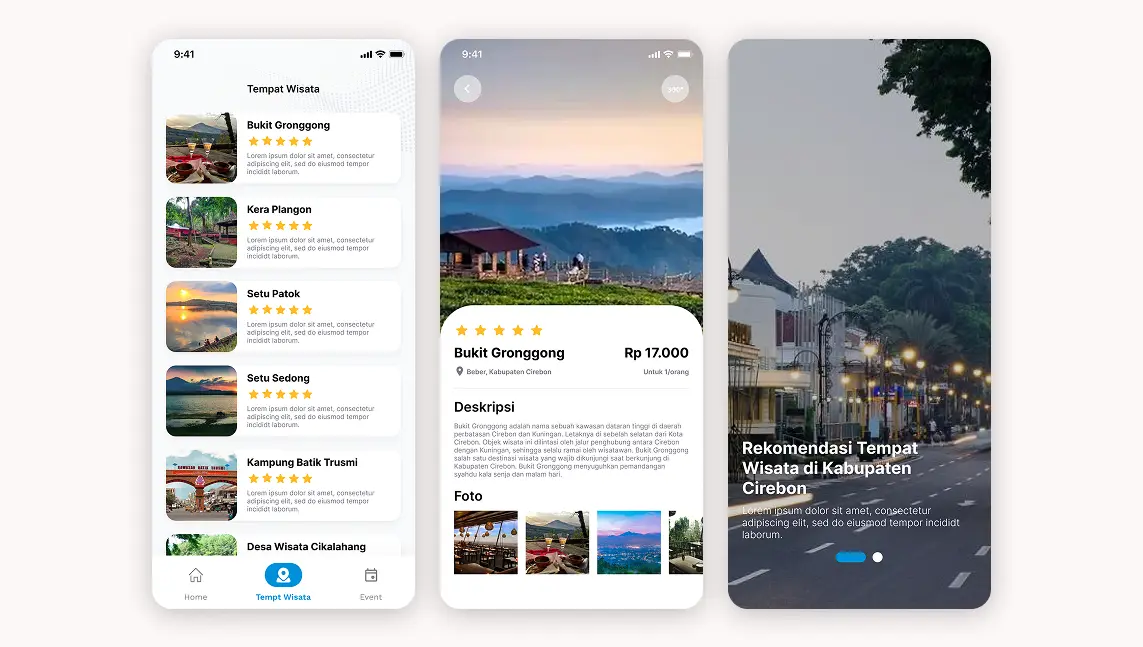 9:41
Tempat Wisata
Bukit Gronggong
Lorem ipsum dolor sit amet, consectetur
adipiscing elit, sed do eiusmod tempor
incididt laborum.
Kera Plangon
Lorem ipsum dolor sit amet, consectetur
adipiscing elit, sed do eiusmod tempor
incididt laborum.
Setu Patok
Lorem ipsum dolor sit amet, consectetur
adipiscing elit, sed do eiusmod tempor
incididt laborum.
Setu Sedong
Lorem ipsum dolor sit amet, consectetur
adipiscing elit, sed do eiusmod tempor
incididt laborum.
Kampung Batik Trusmi
Lorem ipsum dolor sit amet, consectetur
adipiscing elit, sed do eiusmod tempor
incididt laborum.
Desa Wisata Cikalahang
Home
Tempt Wisata
Event
9:41
Bukit Gronggong
Rp 17.000
Beber, Kabupaten Cirebon
Untuk 1/orang
Deskripsi
Bukit Gronggong adalah nama sebuah kawasan dataran tinggi di daerah
perbatasan Cirebon dan Kuningan. Letaknya di sebelah selatan dari Kota
Cirebon. Objek wisata ini dilintasi oleh jalur penghubung antara Cirebon
dengan Kuningan, sehingga selalu ramai oleh wisatawan. Bukit Gronggong
salah satu destinasi wisata yang wajib dikunjungi saat berkunjung di
Kabupaten Cirebon. Bukit Gronggong menyuguhkan pemandangan
syahdu kala senja dan malam hari.
Foto
Rekomendasi Tempat
Wisata di Kabupaten
Cirebon
Lorem ipsum dolor sit amet, consectetur
adipiscing elit, sed do eiusmod tempor incididt
laborum.